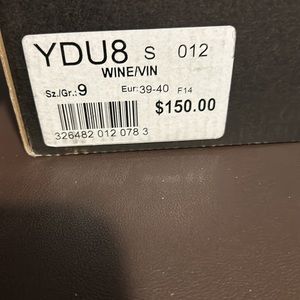 YDU8 S 012
WINE/VIN
Sz./Gr.: 9 Eur: 39-40 F14
$150.00
326482 012 078 3